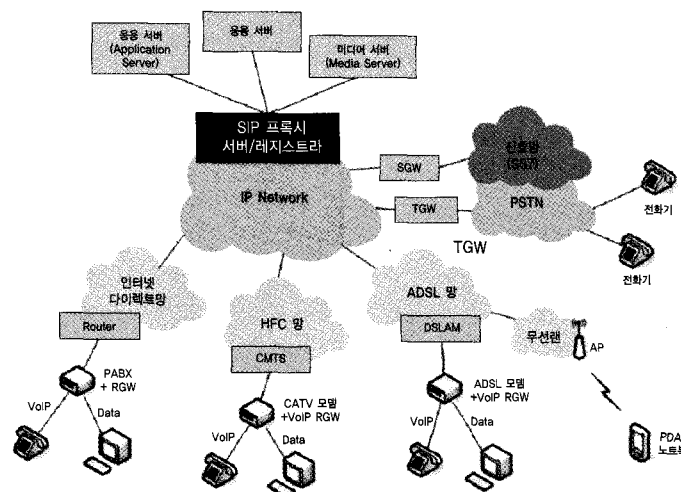 응용 서버
(Application
Server)
응용 서버
미디어 서버
(Media Server)
SIP 프록시
서버/레지스트라
IP Network
SGW
신호망
(SS7)
TGW
PSTN
전화기
TGW
전화기
인터넷
다이렉트망
Router
HFC 망
CMTS
ADSL 망
DSLAM
무선랜
AP
PABX
+ RGW
VoIP
Data
CATV 모뎀
+VoIP RGW
VoIP
Data
ADSL 모뎀
+VoIP RGW
VoIP
Data
PDA